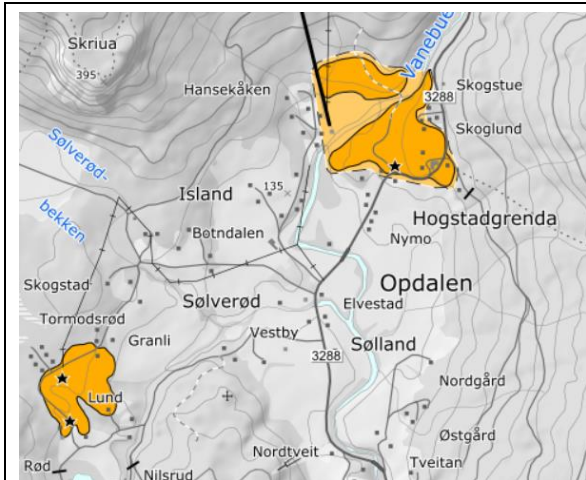 Skriua
395
Hansekåken
Vanebue
Skogstue
3288
Skoglund
Sølverød-
bekken
Island
135
Hogstadgrenda
Botndalen
Nymo
Skogstad
Opdalen
Sølverød
Elvestad
Tormodsrød
Granli
Vestby
Sølland
3288
Nordgård
Lund
Østgård
Nordtveit
Tveitan
Rød
Nilsrud